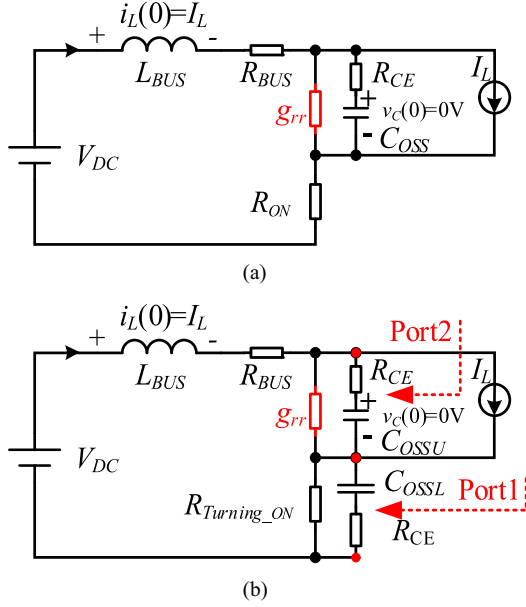 + i_L(0)=I_L -
L_BUS R_BUS R_CE I_L
+
g_rr v_C(0)=0V
- C_OSS
V_DC
R_ON
(a)
i_L(0)=I_L Port2
+ -
L_BUS R_BUS R_CE I_L
+
g_rr v_C(0)=0V
- C_OSSU
V_DC C_OSSL Port1
R_Turning_ON
R_CE
(b)